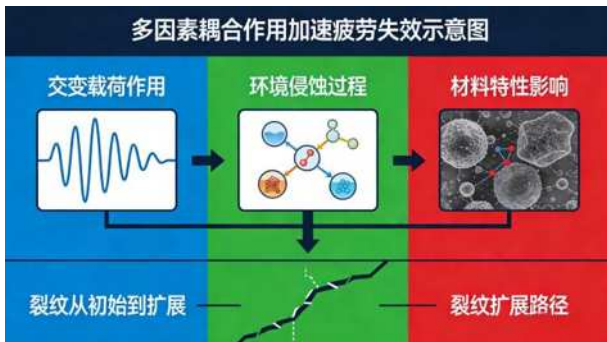 多因素耦合作用加速疲劳失效示意图
交变载荷作用
环境侵蚀过程
材料特性影响
裂纹从初始到扩展
裂纹扩展路径